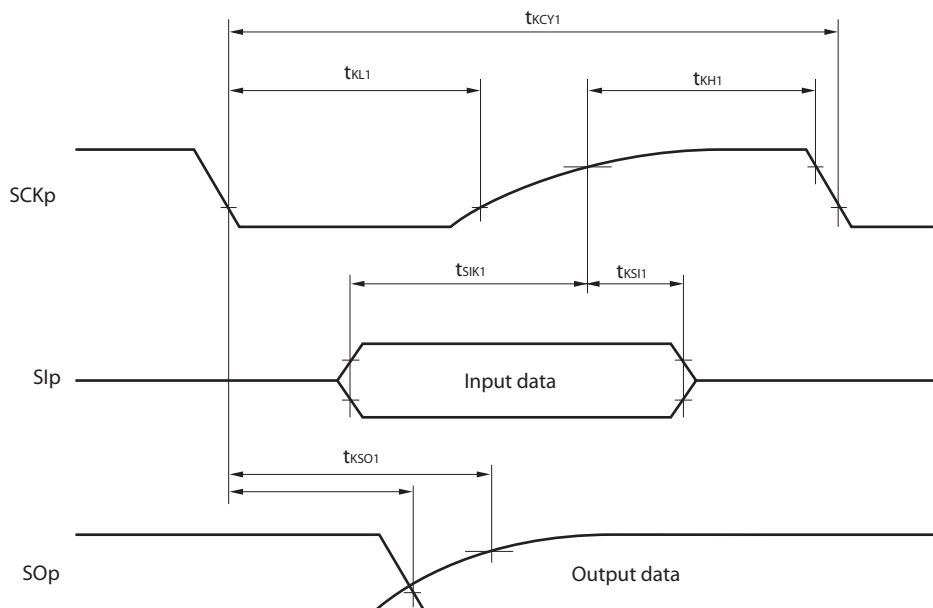 tKCY1
tKL1
tKH1
SCKp
tSIK1
tKSI1
SIp
Input data
tKSO1
SOp
Output data